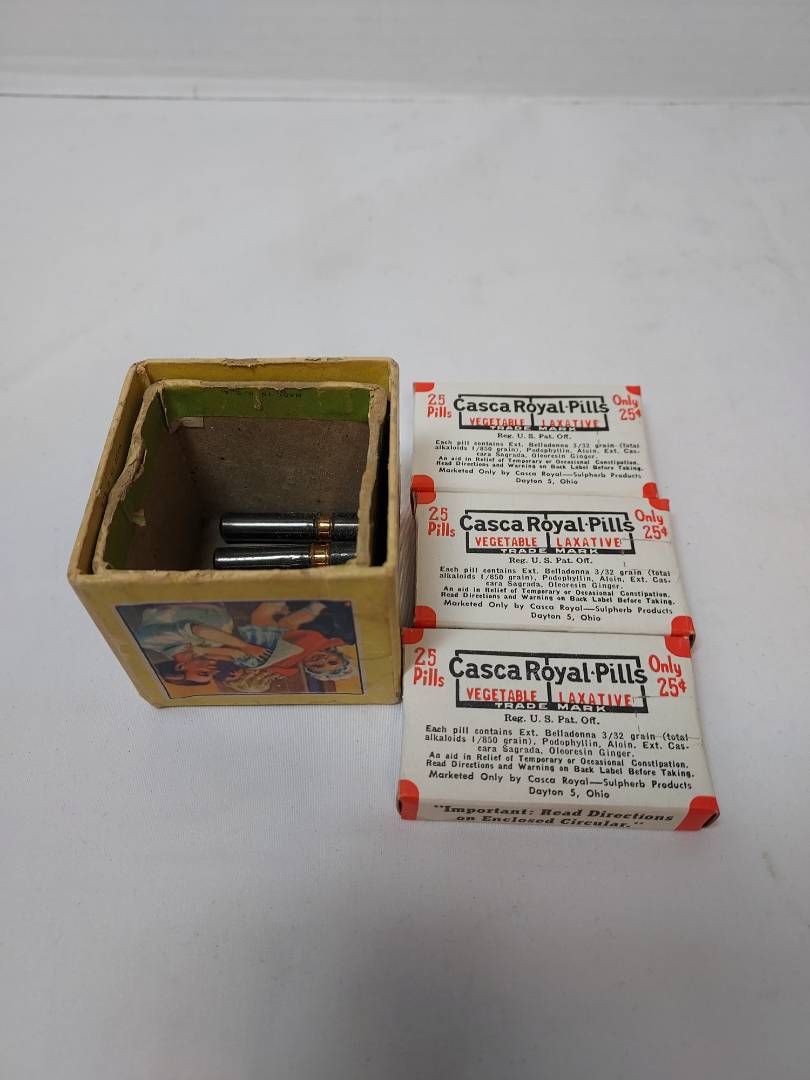 MADE IN U.S.A.
25 Pills
Casca Royal·Pills
Only 25¢
VEGETABLE LAXATIVE
TRADE MARK
Reg. U. S. Pat. Off.
Each pill contains Ext. Belladonna 3/32 grain (total
alkaloids 1/850 grain), Podophyllin, Aloin, Ext. Cas-
cara Sagrada, Oleoresin Ginger.
An aid in Relief of Temporary or Occasional Constipation.
Read Directions and Warning on Back Label Before Taking.
Marketed Only by Casca Royal—Sulpherb Products
Dayton 5, Ohio
25 Pills
Casca Royal·Pills
Only 25¢
VEGETABLE LAXATIVE
TRADE MARK
Reg. U. S. Pat. Off.
Each pill contains Ext. Belladonna 3/32 grain (total
alkaloids 1/850 grain), Podophyllin, Aloin, Ext. Cas-
cara Sagrada, Oleoresin Ginger.
An aid in Relief of Temporary or Occasional Constipation.
Read Directions and Warning on Back Label Before Taking.
Marketed Only by Casca Royal—Sulpherb Products
Dayton 5, Ohio
25 Pills
Casca Royal·Pills
Only 25¢
VEGETABLE LAXATIVE
TRADE MARK
Reg. U. S. Pat. Off.
Each pill contains Ext. Belladonna 3/32 grain (total
alkaloids 1/850 grain), Podophyllin, Aloin, Ext. Cas-
cara Sagrada, Oleoresin Ginger.
An aid in Relief of Temporary or Occasional Constipation.
Read Directions and Warning on Back Label Before Taking.
Marketed Only by Casca Royal—Sulpherb Products
Dayton 5, Ohio
"Important: Read Directions
on Enclosed Circular."